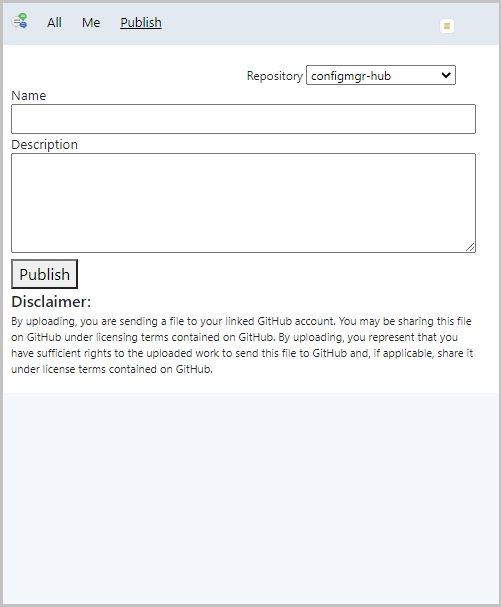 All Me Publish
Repository configmgr-hub
Name
Description
Publish
Disclaimer:
By uploading, you are sending a file to your linked GitHub account. You may be sharing this file
on GitHub under licensing terms contained on GitHub. By uploading, you represent that you
have sufficient rights to the uploaded work to send this file to GitHub and, if applicable, share it
under license terms contained on GitHub.